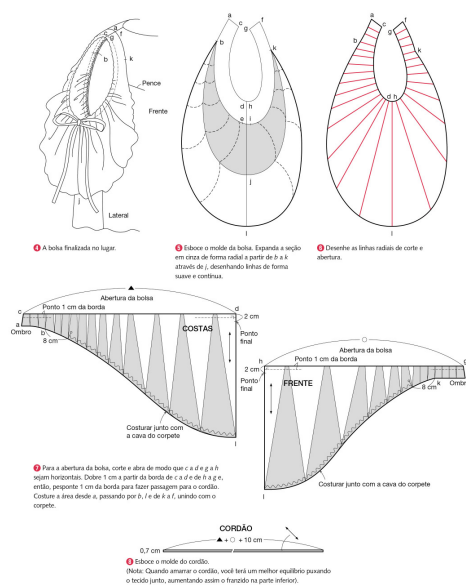 a
c
f
g
b
k
Pence
Frente
j
Lateral
4 A bolsa finalizada no lugar.
a
f
c
g
b
k
d
h
e
i
j
l
5 Esboce o molde da bolsa. Expanda a seção
em cinza de forma radial a partir de b a k
através de j, desenhando linhas de forma
suave e contínua.
a
f
c
g
b
k
d h
l
6 Desenhe as linhas radiais de corte e
abertura.
Abertura da bolsa
Ponto 1 cm da borda
c
d
a
Ombro
b
8 cm
2 cm
COSTAS
Ponto
final
Costurar junto com
a cava do corpete
l
Abertura da bolsa
Ponto 1 cm da borda
h
g
2 cm
Ponto
final
FRENTE
8 cm
k
Ombro
Costurar junto com a cava do corpete
l
7 Para a abertura da bolsa, corte e abra de modo que c a d e g a h
sejam horizontais. Dobre 1 cm a partir da borda de c a d e de h a g e,
então, pesponte 1 cm da borda para fazer passagem para o cordão.
Costure a área desde a, passando por b, l e de k a f, unindo com o
corpete.
CORDÃO
▲ + ○ + 10 cm
0,7 cm
8 Esboce o molde do cordão.
(Nota: Quando amarrar o cordão, você terá um melhor equilíbrio puxando
o tecido junto, aumentando assim o franzido na parte inferior).